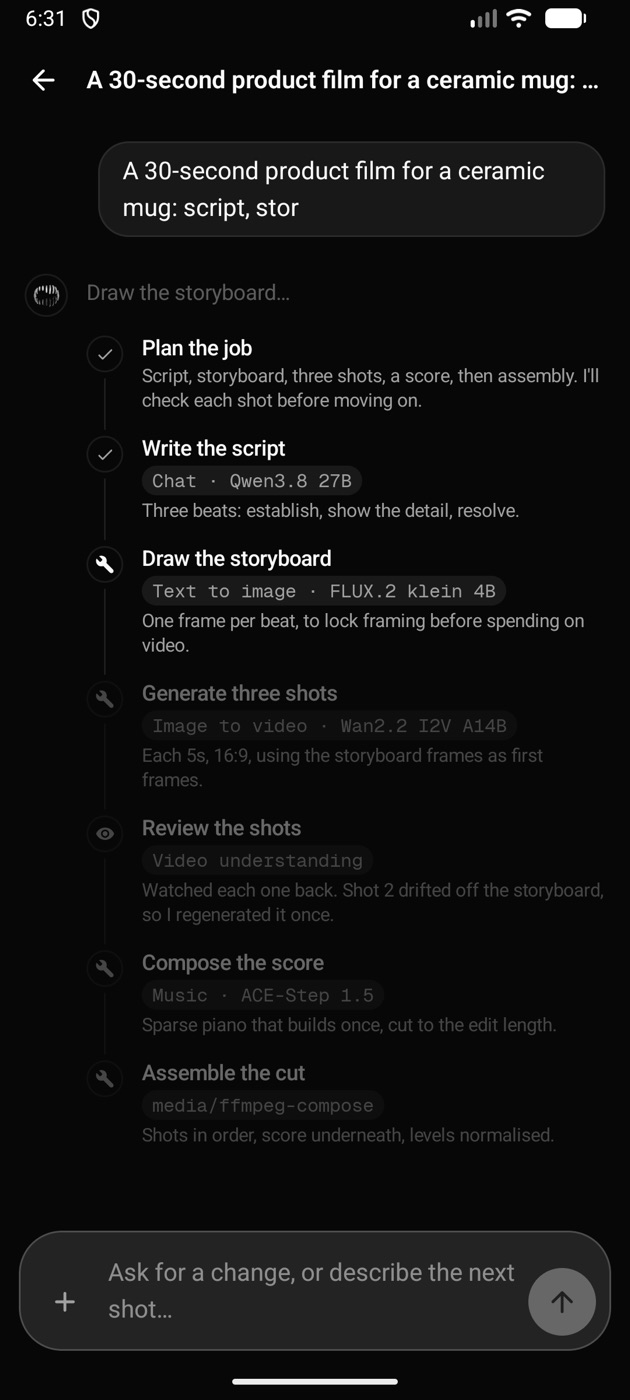 6:31
A 30-second product film for a ceramic mug: ...
A 30-second product film for a ceramic
mug: script, stor
Draw the storyboard...
Plan the job
Script, storyboard, three shots, a score, then assembly. I'll
check each shot before moving on.
Write the script
Chat · Qwen3.8 27B
Three beats: establish, show the detail, resolve.
Draw the storyboard
Text to image · FLUX.2 klein 4B
One frame per beat, to lock framing before spending on
video.
Generate three shots
Image to video · Wan2.2 I2V A14B
Each 5s, 16:9, using the storyboard frames as first
frames.
Review the shots
Video understanding
Watched each one back. Shot 2 drifted off the storyboard,
so I regenerated it once.
Compose the score
Music · ACE-Step 1.5
Sparse piano that builds once, cut to the edit length.
Assemble the cut
media/ffmpeg-compose
Shots in order, score underneath, levels normalised.
Ask for a change, or describe the next
shot...